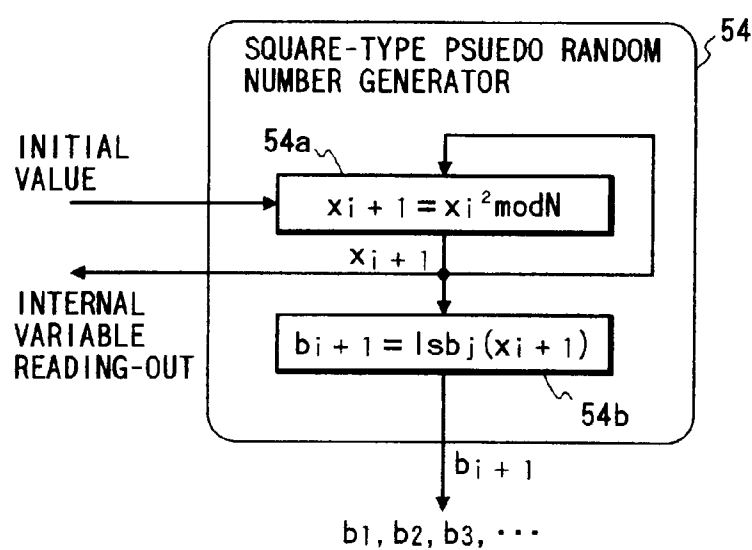 54
SQUARE-TYPE PSUEDO RANDOM
NUMBER GENERATOR
INITIAL
VALUE
54a
xi + 1 = xi²modN
xi + 1
INTERNAL
VARIABLE
READING-OUT
bi + 1 = lsbj(xi + 1)
54b
bi + 1
b1, b2, b3, ···